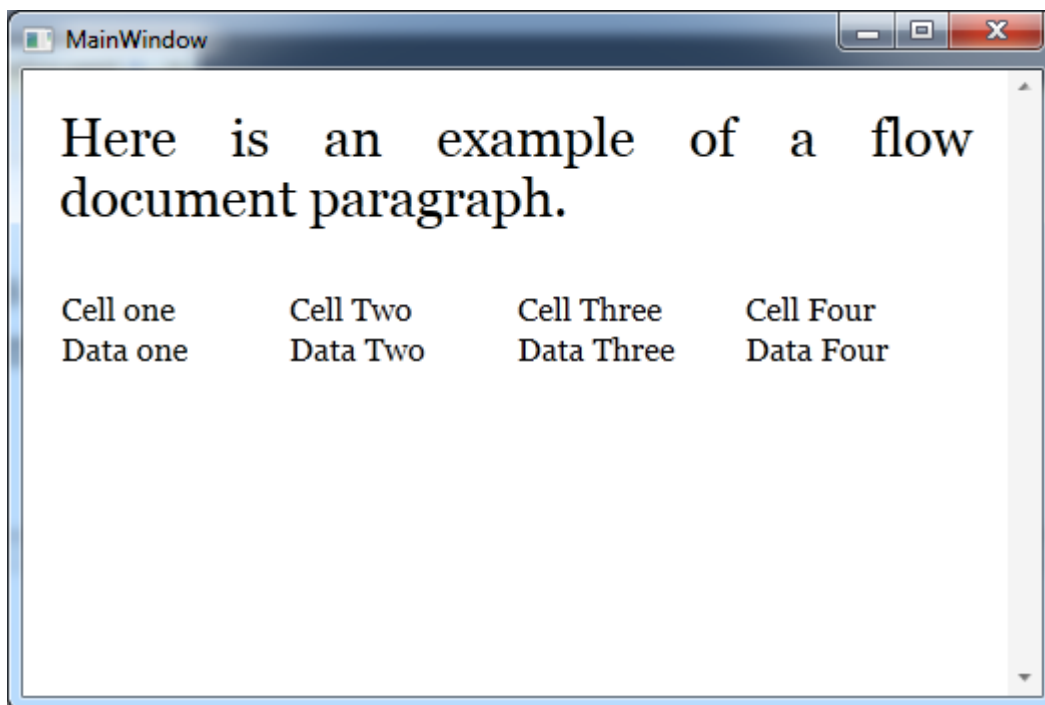 MainWindow
Here is an example of a flow
document paragraph.
Cell one Cell Two Cell Three Cell Four
Data one Data Two Data Three Data Four